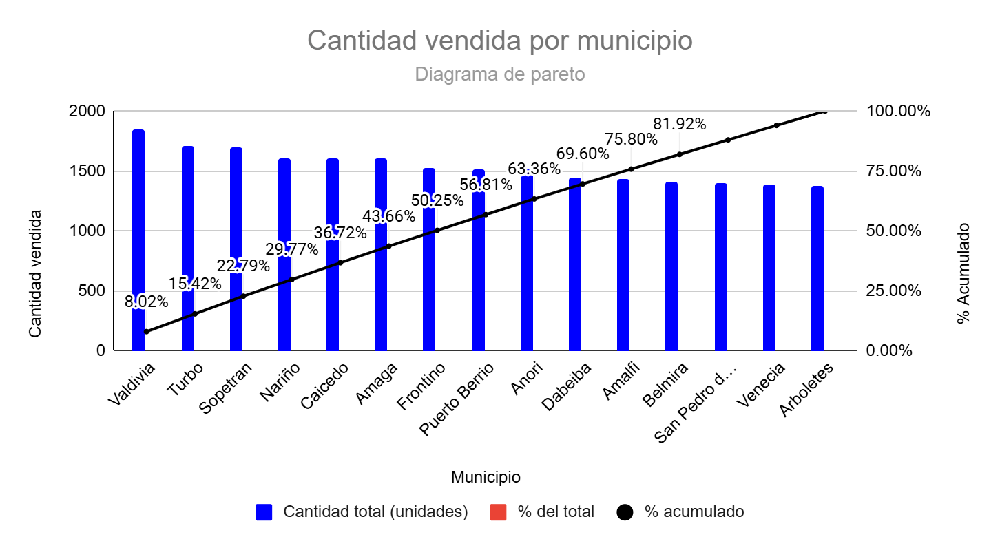 Cantidad vendida por municipio
Diagrama de pareto
2000
1500
1000
500
0
Cantidad vendida
100.00%
75.00%
50.00%
25.00%
0.00%
% Acumulado
8.02%
15.42%
22.79%
29.77%
36.72%
43.66%
50.25%
56.81%
63.36%
69.60%
75.80%
81.92%
Valdivia
Turbo
Sopetran
Nariño
Caicedo
Amaga
Frontino
Puerto Berrio
Anori
Dabeiba
Amalfi
Belmira
San Pedro d…
Venecia
Arboletes
Municipio
Cantidad total (unidades)
% del total
% acumulado